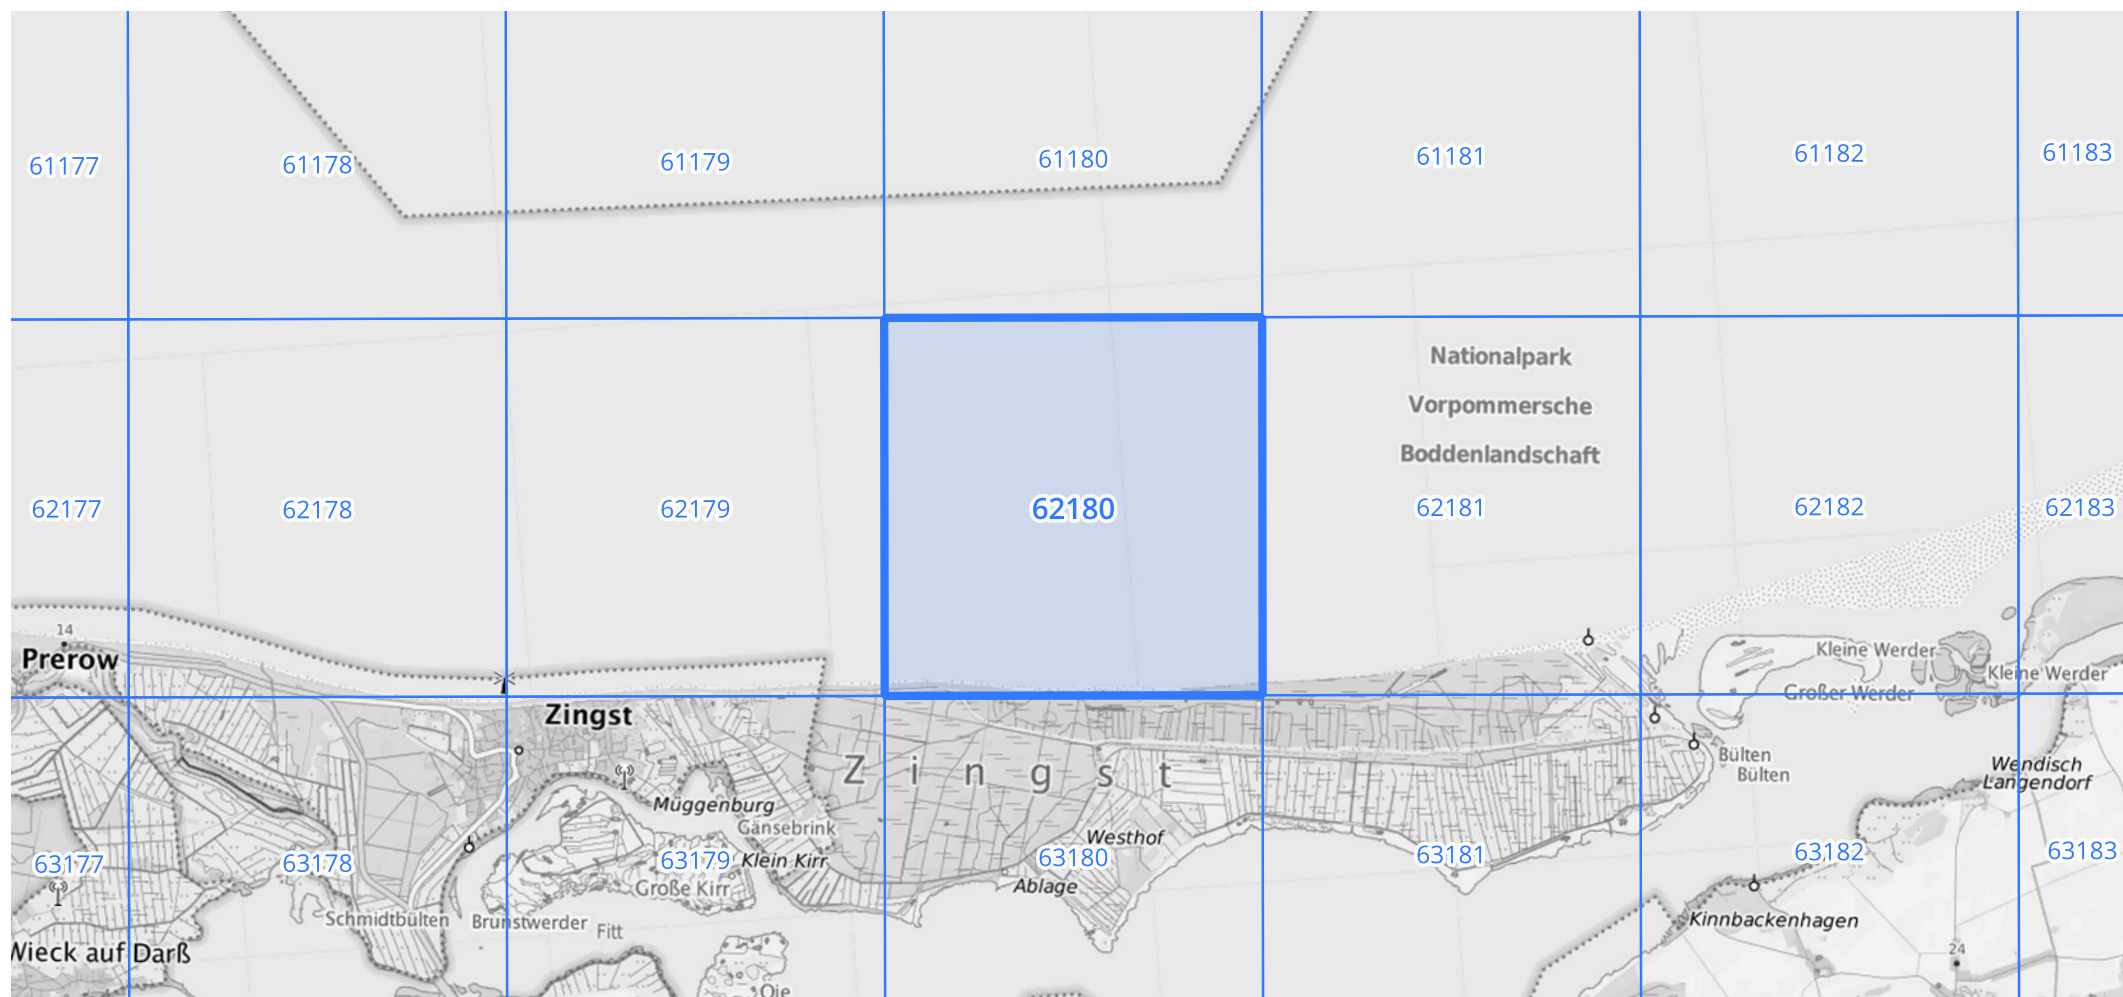 61177
61178
61179
61180
61181
61182
61183
Nationalpark
Vorpommersche
Boddenlandschaft
62177
62178
62179
62180
62181
62182
62183
14
Prerow
Kleine Werder
Kleine Werder
Großer Werder
Zingst
Zingst
Bülten
Bülten
Wendisch
Langendorf
Müggenburg
Gänsebrink
Westhof
63177
63178
63179
Klein Kirr
63180
63181
63182
63183
Große Kirr
Ablage
Schmidtbülten
Brunstwerder
Fitt
Kinnbackenhagen
Wieck auf Darß
24
Oie